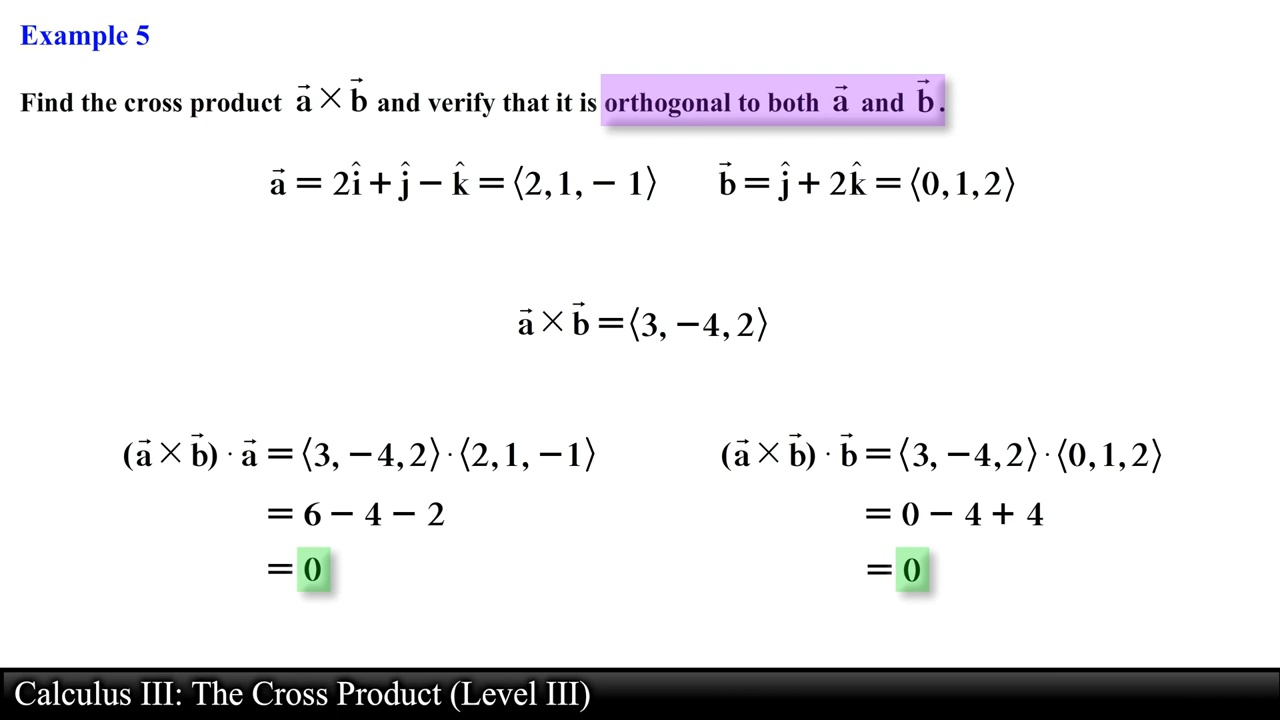 Example 5
Find the cross product a⃗ × b⃗ and verify that it is orthogonal to both a⃗ and b⃗.
a⃗ = 2î + ĵ − k̂ = ⟨2, 1, − 1⟩ b⃗ = ĵ + 2k̂ = ⟨0, 1, 2⟩
a⃗ × b⃗ = ⟨3, −4, 2⟩
(a⃗ × b⃗) · a⃗ = ⟨3, −4, 2⟩ · ⟨2, 1, −1⟩
= 6 − 4 − 2
= 0
(a⃗ × b⃗) · b⃗ = ⟨3, −4, 2⟩ · ⟨0, 1, 2⟩
= 0 − 4 + 4
= 0
Calculus III: The Cross Product (Level III)